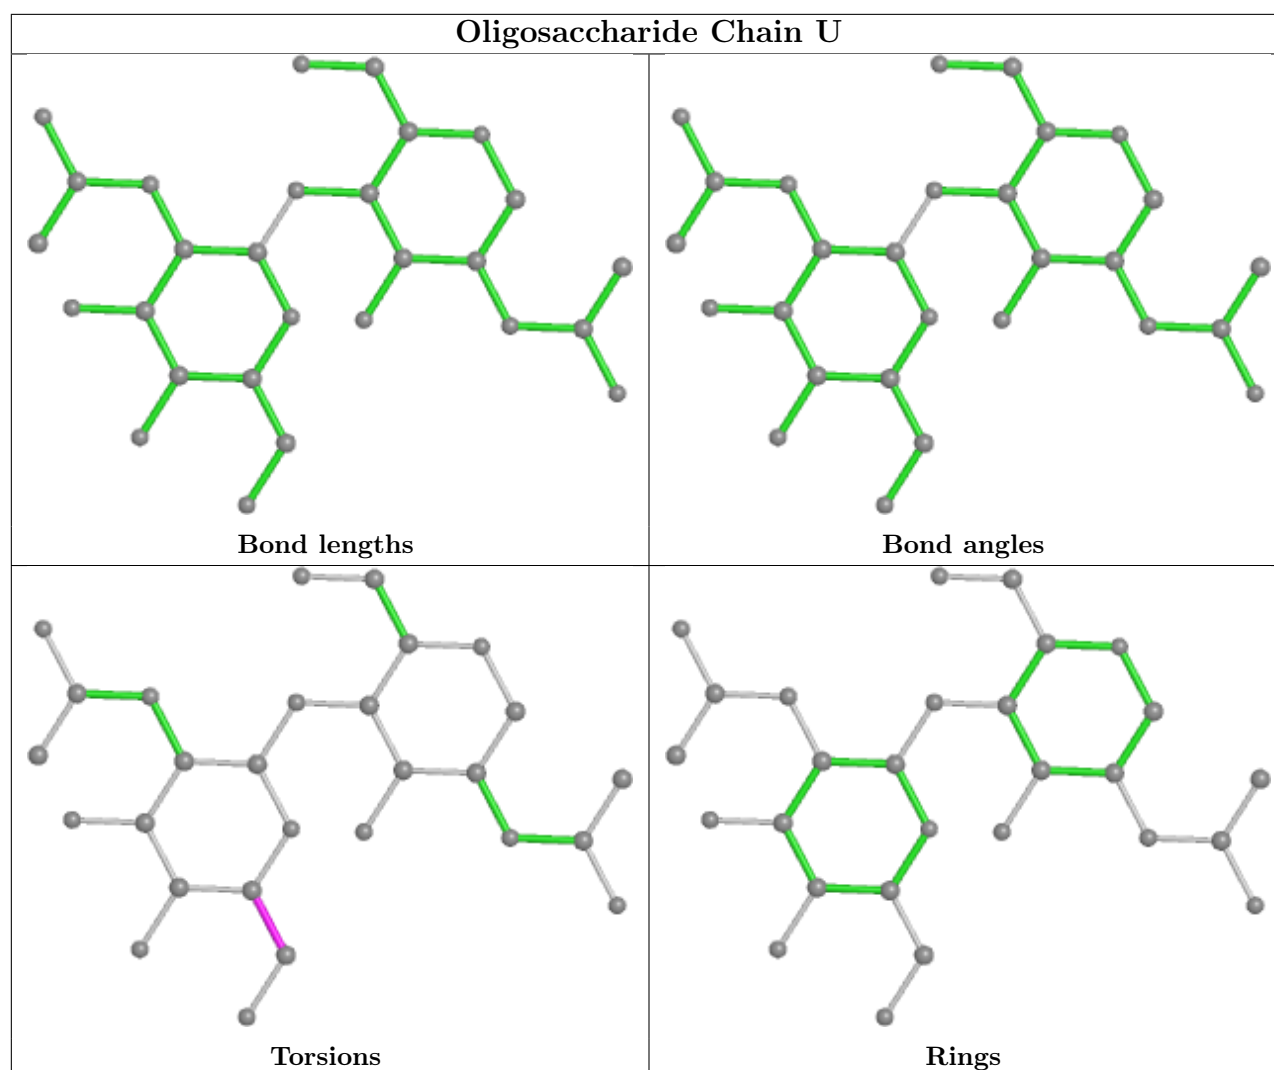 Oligosaccharide Chain U
Bond lengths
Bond angles
Torsions
Rings